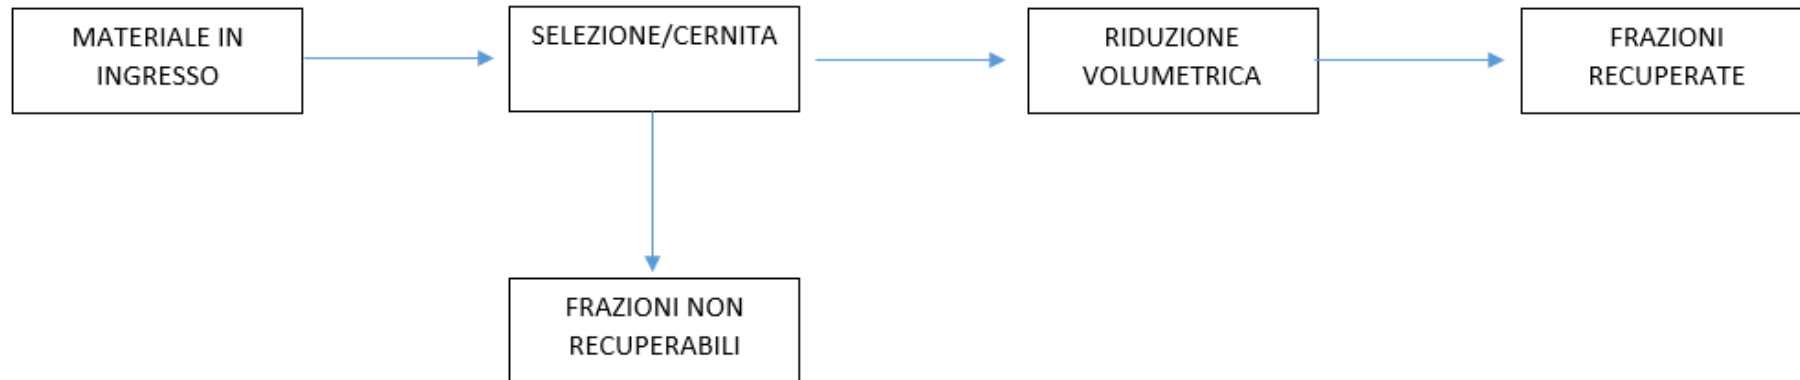 MATERIALE IN
INGRESSO
SELEZIONE/CERNITA
RIDUZIONE
VOLUMETRICA
FRAZIONI
RECUPERATE
FRAZIONI NON
RECUPERABILI